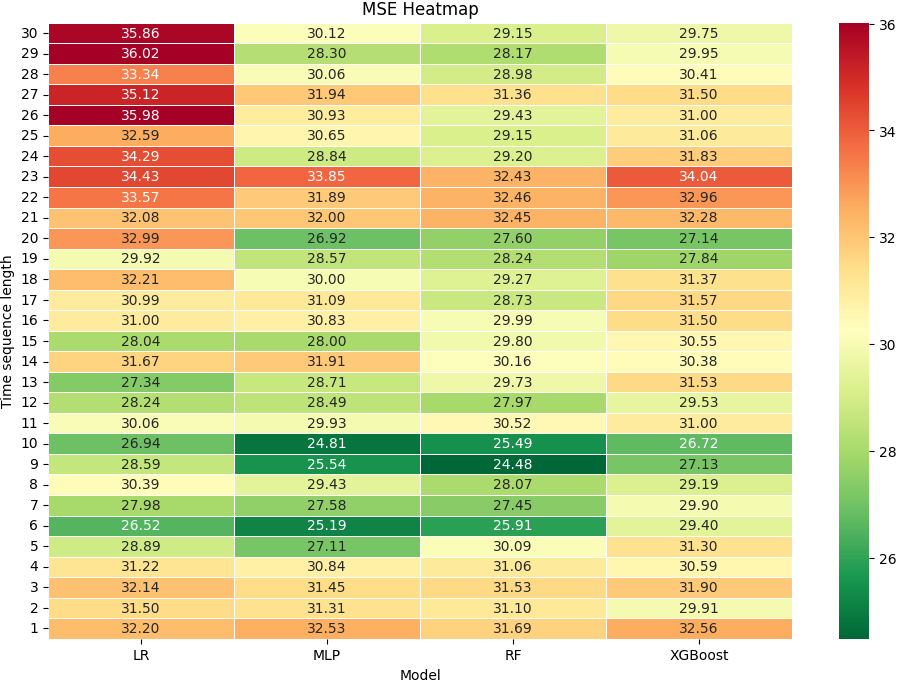 MSE Heatmap
30 35.86 30.12 29.15 29.75
29 36.02 28.30 28.17 29.95
28 33.34 30.06 28.98 30.41
27 35.12 31.94 31.36 31.50
26 35.98 30.93 29.43 31.00
25 32.59 30.65 29.15 31.06
24 34.29 28.84 29.20 31.83
23 34.43 33.85 32.43 34.04
22 33.57 31.89 32.46 32.96
21 32.08 32.00 32.45 32.28
20 32.99 26.92 27.60 27.14
19 29.92 28.57 28.24 27.84
18 32.21 30.00 29.27 31.37
17 30.99 31.09 28.73 31.57
16 31.00 30.83 29.99 31.50
15 28.04 28.00 29.80 30.55
14 31.67 31.91 30.16 30.38
13 27.34 28.71 29.73 31.53
12 28.24 28.49 27.97 29.53
11 30.06 29.93 30.52 31.00
10 26.94 24.81 25.49 26.72
9 28.59 25.54 24.48 27.13
8 30.39 29.43 28.07 29.19
7 27.98 27.58 27.45 29.90
6 26.52 25.19 25.91 29.40
5 28.89 27.11 30.09 31.30
4 31.22 30.84 31.06 30.59
3 32.14 31.45 31.53 31.90
2 31.50 31.31 31.10 29.91
1 32.20 32.53 31.69 32.56
LR MLP RF XGBoost
Model
Time sequence length
36
34
32
30
28
26